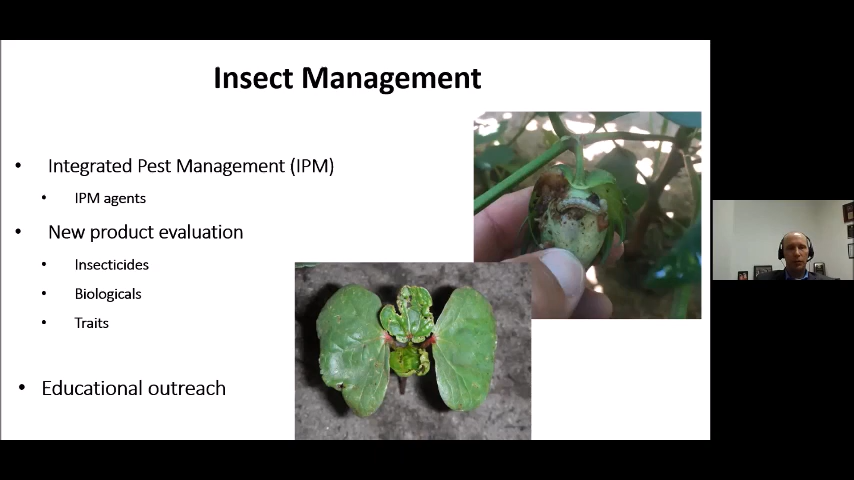 Insect Management
• Integrated Pest Management (IPM)
• IPM agents
• New product evaluation
• Insecticides
• Biologicals
• Traits
• Educational outreach